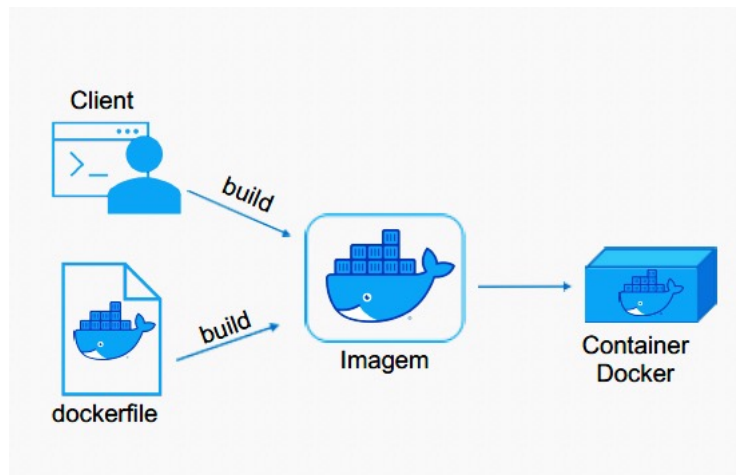 Client
build
build
dockerfile
Imagem
Container
Docker